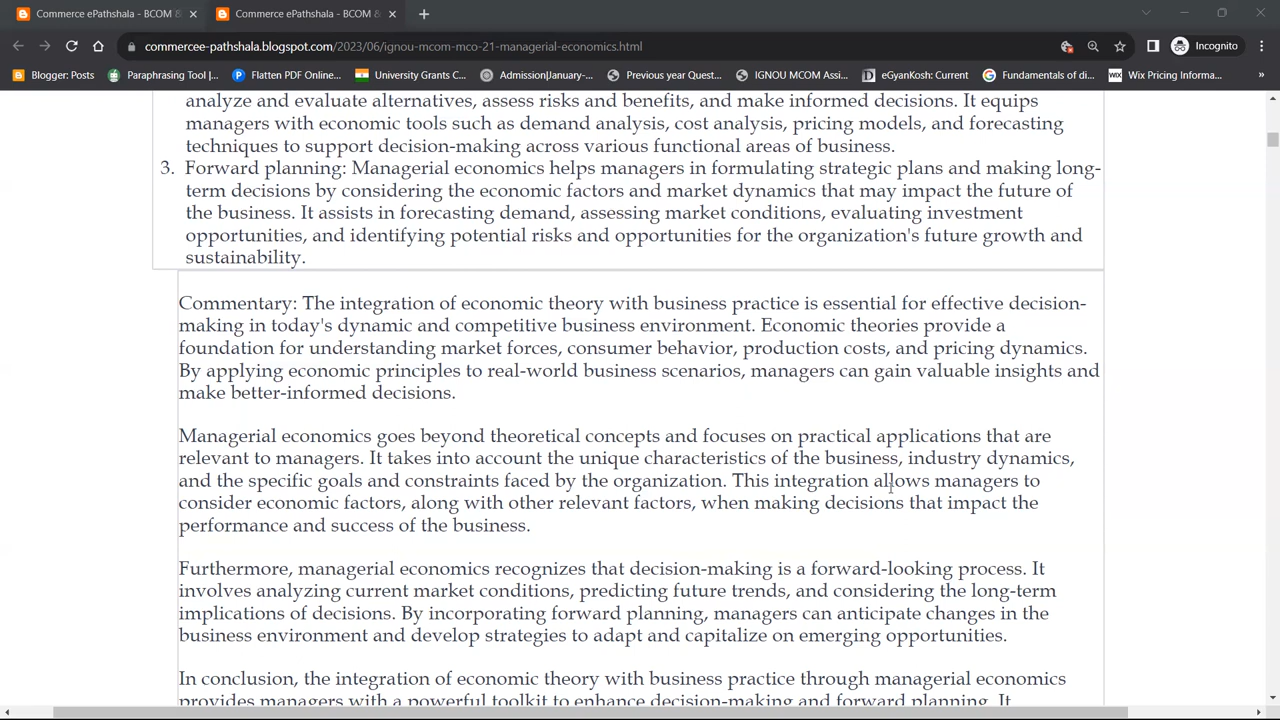 Commerce ePathshala - BCOM &
Commerce ePathshala - BCOM &
commercee-pathshala.blogspot.com/2023/06/ignou-mcom-mco-21-managerial-economics.html
Incognito
Blogger: Posts
Paraphrasing Tool |...
Flatten PDF Online...
University Grants C...
Admission|January-...
Previous year Quest...
IGNOU MCOM Assi...
eGyanKosh: Current
Fundamentals of di...
WIX Wix Pricing Informa...
»
analyze and evaluate alternatives, assess risks and benefits, and make informed decisions. It equips
managers with economic tools such as demand analysis, cost analysis, pricing models, and forecasting
techniques to support decision-making across various functional areas of business.
3. Forward planning: Managerial economics helps managers in formulating strategic plans and making long-
term decisions by considering the economic factors and market dynamics that may impact the future of
the business. It assists in forecasting demand, assessing market conditions, evaluating investment
opportunities, and identifying potential risks and opportunities for the organization's future growth and
sustainability.
Commentary: The integration of economic theory with business practice is essential for effective decision-
making in today's dynamic and competitive business environment. Economic theories provide a
foundation for understanding market forces, consumer behavior, production costs, and pricing dynamics.
By applying economic principles to real-world business scenarios, managers can gain valuable insights and
make better-informed decisions.
Managerial economics goes beyond theoretical concepts and focuses on practical applications that are
relevant to managers. It takes into account the unique characteristics of the business, industry dynamics,
and the specific goals and constraints faced by the organization. This integration allows managers to
consider economic factors, along with other relevant factors, when making decisions that impact the
performance and success of the business.
Furthermore, managerial economics recognizes that decision-making is a forward-looking process. It
involves analyzing current market conditions, predicting future trends, and considering the long-term
implications of decisions. By incorporating forward planning, managers can anticipate changes in the
business environment and develop strategies to adapt and capitalize on emerging opportunities.
In conclusion, the integration of economic theory with business practice through managerial economics
provides managers with a powerful toolkit to enhance decision-making and forward planning. It